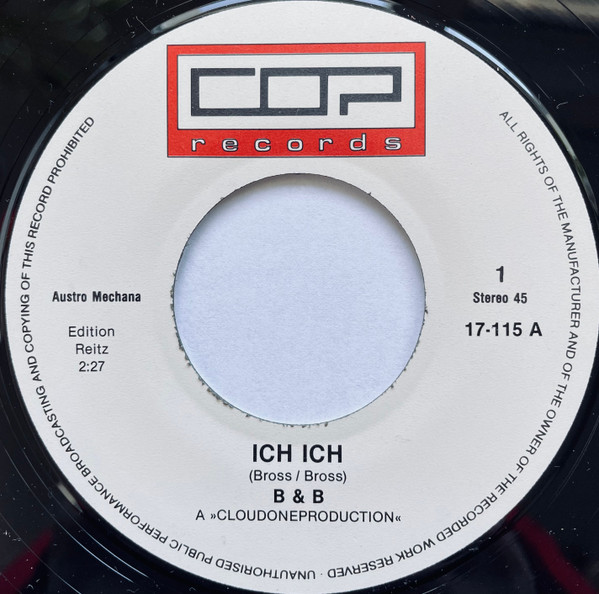 COP
records
ALL RIGHTS OF THE MANUFACTURER AND OF THE OWNER OF THE RECORDED WORK RESERVED · UNAUTHORISED PUBLIC PERFORMANCE BROADCASTING AND COPYING OF THIS RECORD PROHIBITED
Austro Mechana
Edition
Reitz
2:27
1
Stereo 45
17-115 A
ICH ICH
(Bross / Bross)
B & B
A »CLOUDONEPRODUCTION«